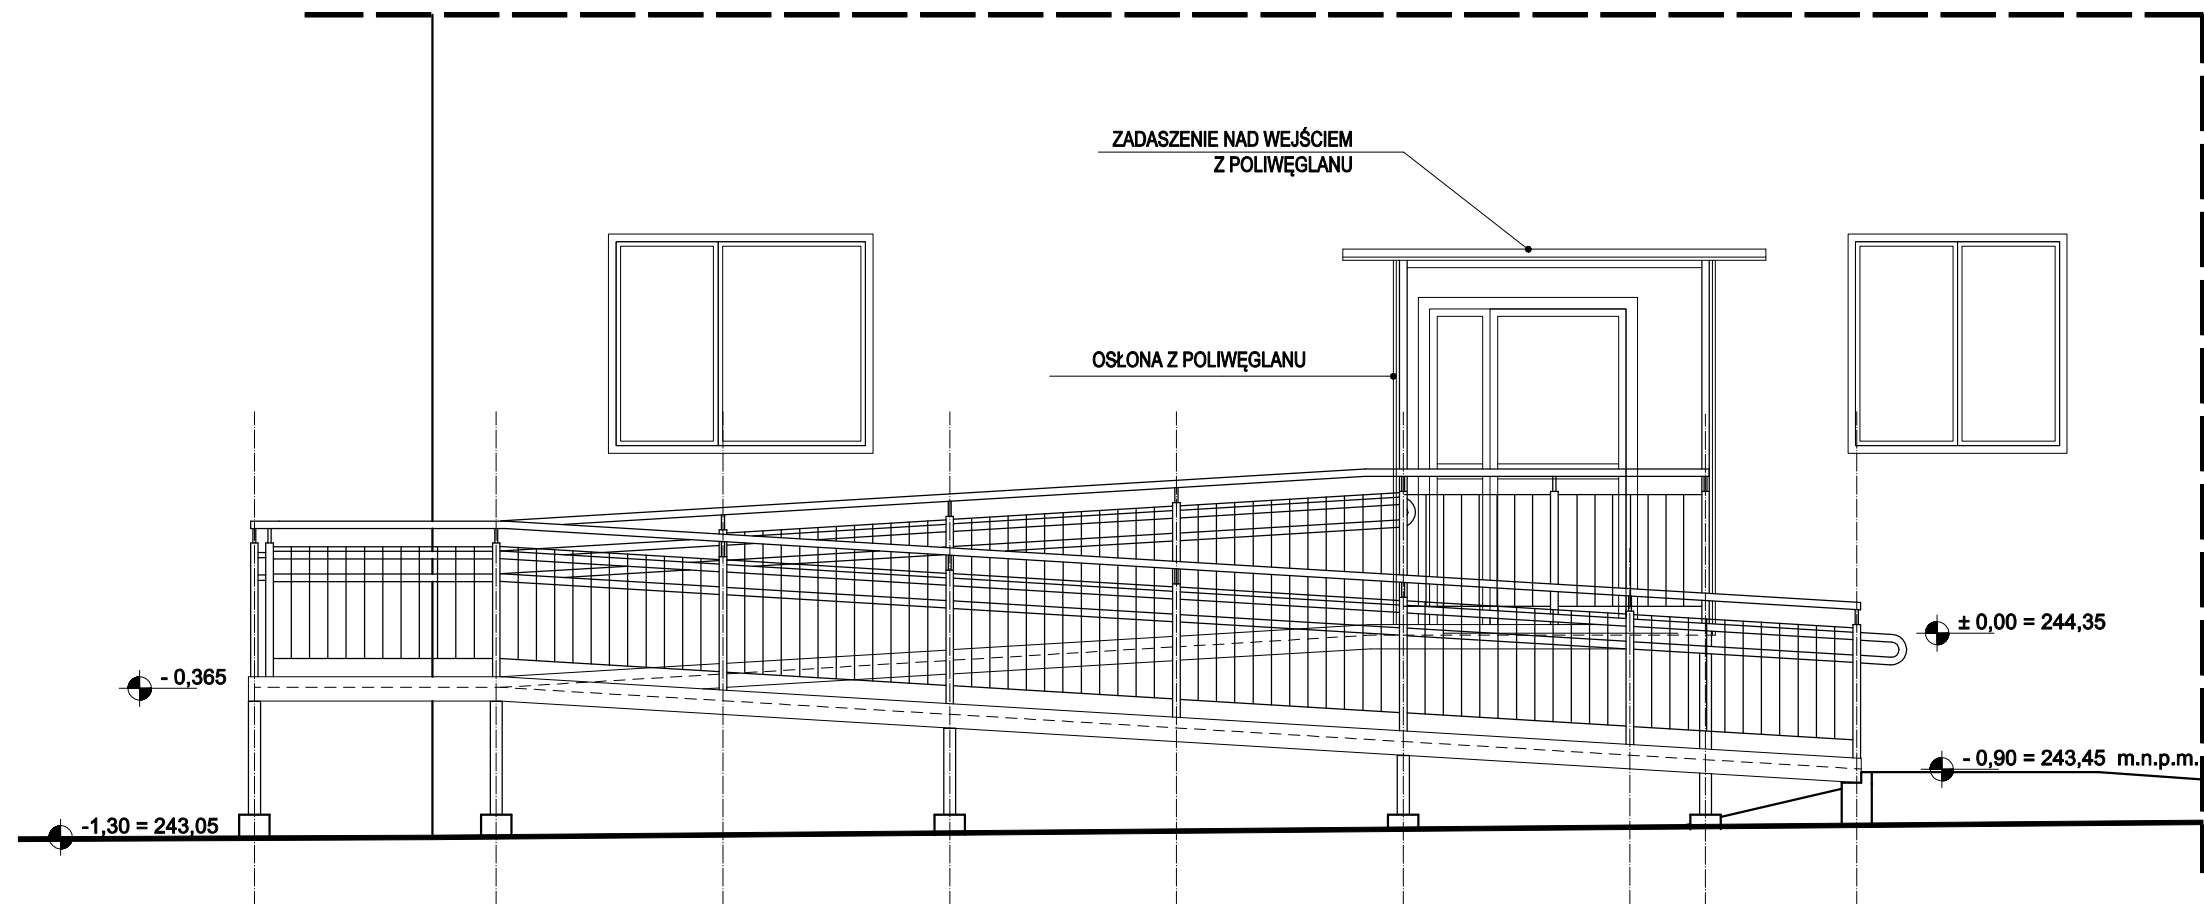 ZADASZENIE NAD WEJŚCIEM
Z POLIWĘGLANU
OSŁONA Z POLIWĘGLANU
± 0,00 = 244,35
- 0,365
- 0,90 = 243,45 m.n.p.m.
-1,30 = 243,05